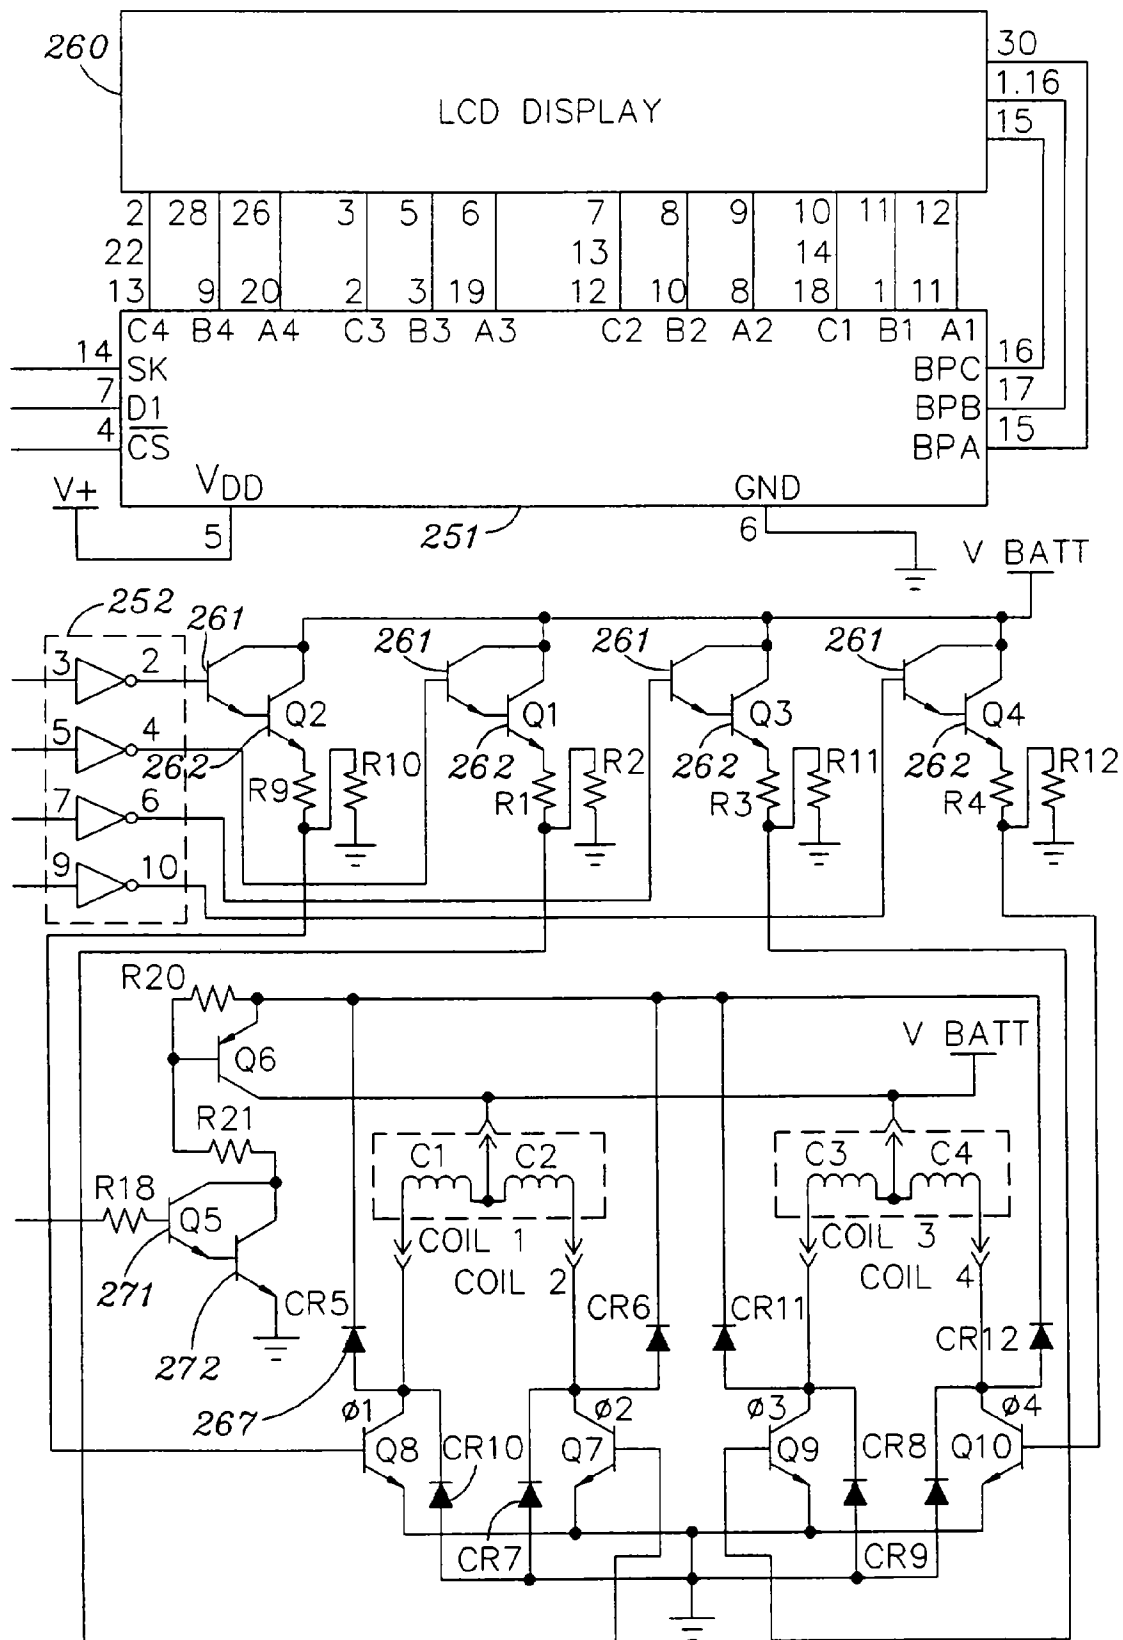 260
30
1.16
LCD DISPLAY
15
2 28 26 3 5 6 7 8 9 10 11 12
22 13 14
13 9 20 2 3 19 12 10 8 18 1 11
C4 B4 A4 C3 B3 A3 C2 B2 A2 C1 B1 A1
14 SK BPC 16
7 D1 BPB 17
4 CS BPA 15
V+ VDD GND
5 251 6
V BATT
252 261 261 261 261
3 2
Q2 Q1 Q3 Q4
5 4 262 262 262 262
R10 R2 R11 R12
R9 R1 R3 R4
7 6
9 10
R20
Q6 V BATT
R21
C1 C2 C3 C4
R18
Q5 COIL 1 COIL 3
COIL 2 COIL 4
271 CR5 CR6 CR11
CR12
272
267 ø1 ø2 ø3 ø4
Q8 CR10 Q7 Q9 CR8 Q10
CR7 CR9